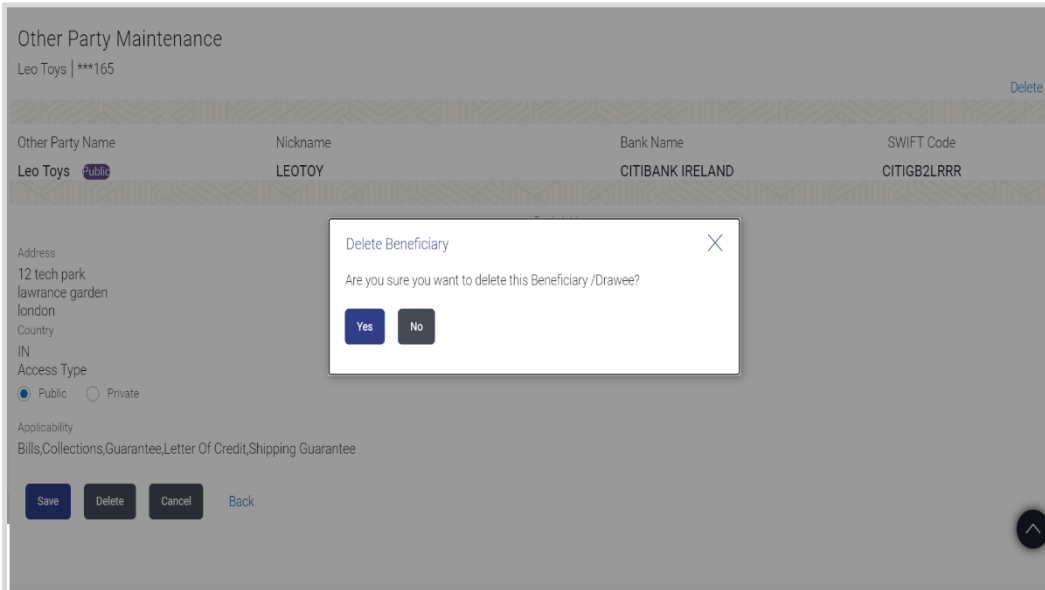 Other Party Maintenance
Leo Toys | ***165
Delete
Other Party Name Nickname Bank Name SWIFT Code
Leo Toys Public LEOTOY CITIBANK IRELAND CITIGB2LRRR
Delete Beneficiary
Are you sure you want to delete this Beneficiary /Drawee?
Yes No
Address
12 tech park
lawrance garden
london
Country
IN
Access Type
Public Private
Applicability
Bills,Collections,Guarantee,Letter Of Credit,Shipping Guarantee
Save Delete Cancel Back